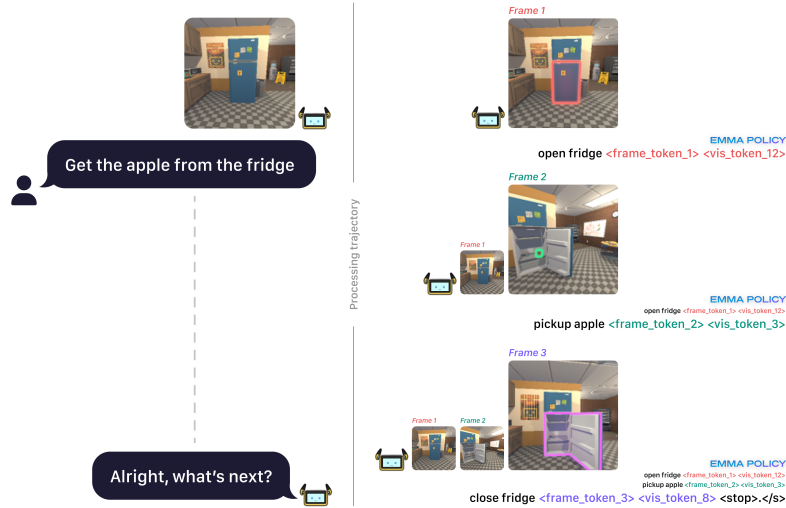 Get the apple from the fridge
Alright, what's next?
Processing trajectory
Frame 1
EMMA POLICY
open fridge <frame_token_1> <vis_token_12>
Frame 2
Frame 1
EMMA POLICY
open fridge <frame_token_1> <vis_token_12>
pickup apple <frame_token_2> <vis_token_3>
Frame 3
Frame 1
Frame 2
EMMA POLICY
open fridge <frame_token_1> <vis_token_12>
pickup apple <frame_token_2> <vis_token_3>
close fridge <frame_token_3> <vis_token_8> <stop>.</s>